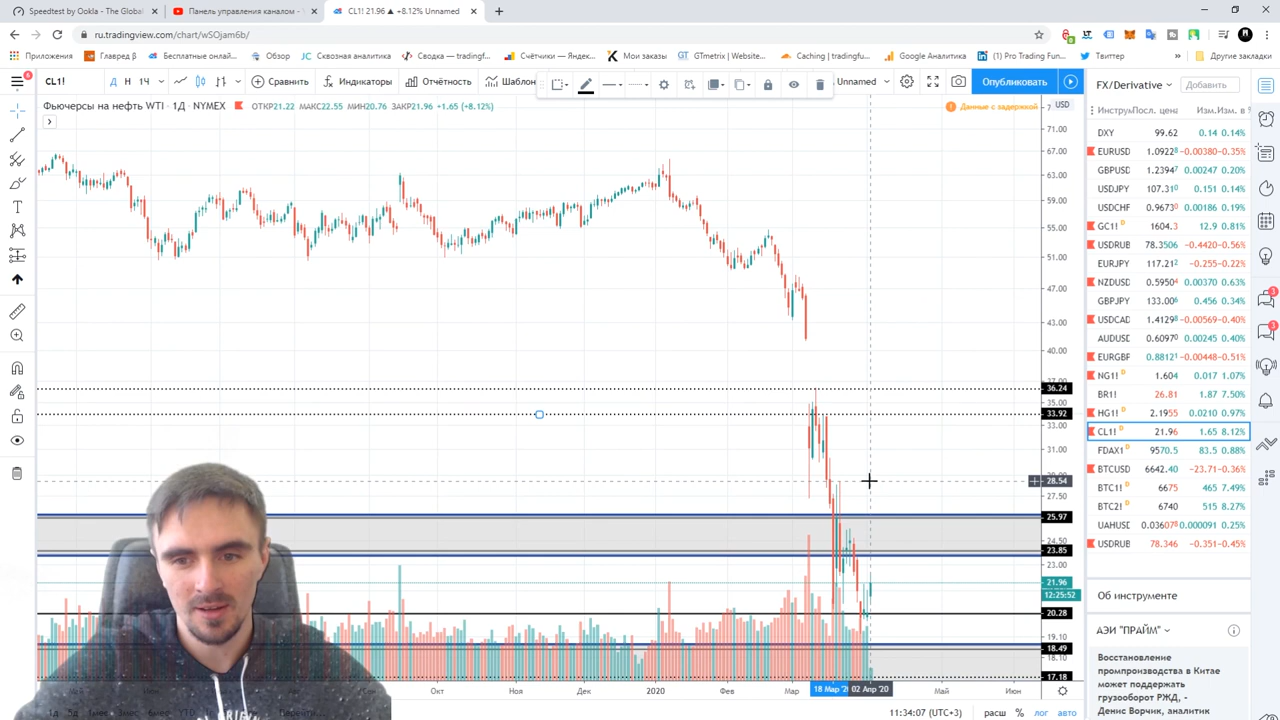 Speedtest by Ookla - The Global
Панель управления каналом -
CL1! 21.96 ▲ +8.12% Unnamed
ru.tradingview.com/chart/wSOjam6b/
Приложения
Главред β
Бесплатные онлай...
Обзор
Сквозная аналити...
Сводка — tradingf...
Счётчики — Яндек...
Мои заказы
GTmetrix | Website...
Caching // tradingfu...
Google Аналитика
Pro Trading Fun...
Твиттер
»
Другие закладки
CL1!
Д Н 1Ч
Сравнить
Индикатор
Отчётность
Шаблон
Unnamed
Опубликовать
FX/Derivative
Добавить
Фьючерсы на нефть WTI · 1Д · NYMEX
ОТКР21.22 МАКС22.55 МИН20.76 ЗАКР21.96 +1.65 (+8.12%)
Данные с задержкой
USD
71.00
67.00
63.00
59.00
55.00
51.00
47.00
43.00
40.00
36.24
35.00
33.92
33.00
31.00
28.54
27.50
25.97
24.50
23.85
23.00
21.96
12:25:52
20.28
19.10
18.49
18.10
17.18
Окт
Ноя
Дек
2020
Фев
Мар
18 Мар '2
02 Апр '20
Май
Июн
11:34:07 (UTC+3)
расш % лог авто
Инструм Посл. цена Изм. Изм. в %
DXY 99.62 0.14 0.14%
EURUSD 1.09228 −0.00380 −0.35%
GBPUSD 1.23947 0.00247 0.20%
USDJPY 107.310 0.151 0.14%
USDCHF 0.96730 0.00186 0.19%
GC1! D 1604.3 12.9 0.81%
USDRUB 78.3506 −0.4420 −0.56%
EURJPY 117.212 −0.255 −0.22%
NZDUSD 0.59504 0.00370 0.63%
GBPJPY 133.006 0.456 0.34%
USDCAD 1.41298 −0.00569 −0.40%
AUDUSD 0.60970 0.00245 0.40%
EURGBP 0.88121 −0.00448 −0.51%
NG1! D 1.604 0.017 1.07%
BR1! 26.81 1.87 7.50%
HG1! D 2.1955 0.0210 0.97%
CL1! D 21.96 1.65 8.12%
FDAX1 D 9570.5 83.5 0.88%
BTCUSD 6642.40 −23.71 −0.36%
BTC1! D 6675 465 7.49%
BTC2! D 6740 515 8.27%
UAHUSD 0.036078 0.000091 0.25%
USDRUB 78.346 −0.351 −0.45%
Об инструменте
АЭИ "ПРАЙМ"
Восстановление
промпроизводства в Китае
может поддержать
грузооборот РЖД, -
Денис Ворчик, аналитик